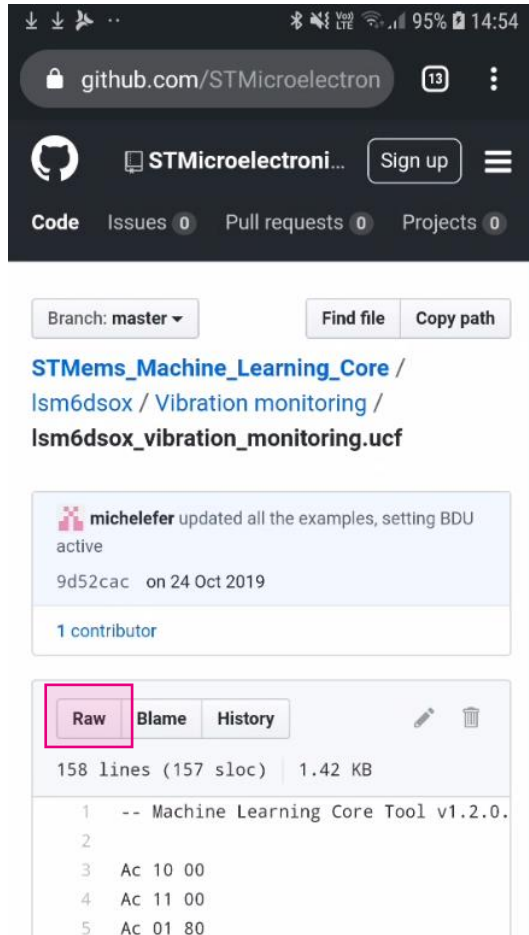 95% 14:54
github.com/STMicroelectron 13
STMicroelectroni... Sign up
Code Issues 0 Pull requests 0 Projects 0
Branch: master Find file Copy path
STMems_Machine_Learning_Core /
lsm6dsox / Vibration monitoring /
lsm6dsox_vibration_monitoring.ucf
michelefer updated all the examples, setting BDU
active
9d52cac on 24 Oct 2019
1 contributor
Raw Blame History
158 lines (157 sloc) 1.42 KB
1 -- Machine Learning Core Tool v1.2.0.
2
3 Ac 10 00
4 Ac 11 00
5 Ac 01 80